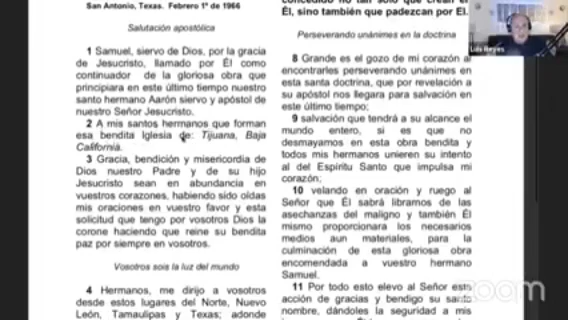 San Antonio, Texas. Febrero 1º de 1966
Salutación apostólica
1 Samuel, siervo de Dios, por la gracia
de Jesucristo, llamado por Él como
continuador de la gloriosa obra que
principiara en este último tiempo nuestro
santo hermano Aarón siervo y apóstol de
nuestro Señor Jesucristo.
2 A mis santos hermanos que forman
esa bendita Iglesia de: Tijuana, Baja
California.
3 Gracia, bendición y misericordia de
Dios nuestro Padre y de su hijo
Jesucristo sean en abundancia en
vuestros corazones, habiendo sido oídas
mis oraciones en vuestro favor y esta
solicitud que tengo por vosotros Dios la
corone haciendo que reine su bendita
paz por siempre en vosotros.
Vosotros sois la luz del mundo
4 Hermanos, me dirijo a vosotros
desde estos lugares del Norte, Nuevo
León, Tamaulipas y Texas; adonde
concedido no tan sólo que crean en
Él, sino también que padezcan por El.
Perseverando unánimes en la doctrina
8 Grande es el gozo de mi corazón al
encontrarles perseverando unánimes en
esta santa doctrina, que por revelación a
su apóstol nos llegara para salvación en
este último tiempo;
9 salvación que tendrá a su alcance el
mundo entero, si es que no
desmayamos en esta obra bendita y
todos mis hermanos unieren su intento
al del Espíritu Santo que impulsa mi
corazón;
10 velando en oración y ruego al
Señor que Él sabrá librarnos de las
asechanzas del maligno y también Él
mismo proporcionara los necesarios
medios aun materiales, para la
culminación de esta gloriosa obra
encomendada a vuestro hermano
Samuel.
11 Por todo esto elevo al Señor esta
acción de gracias y bendigo su santo
nombre, dándoles la seguridad a mis
Luis Reyes
zoom